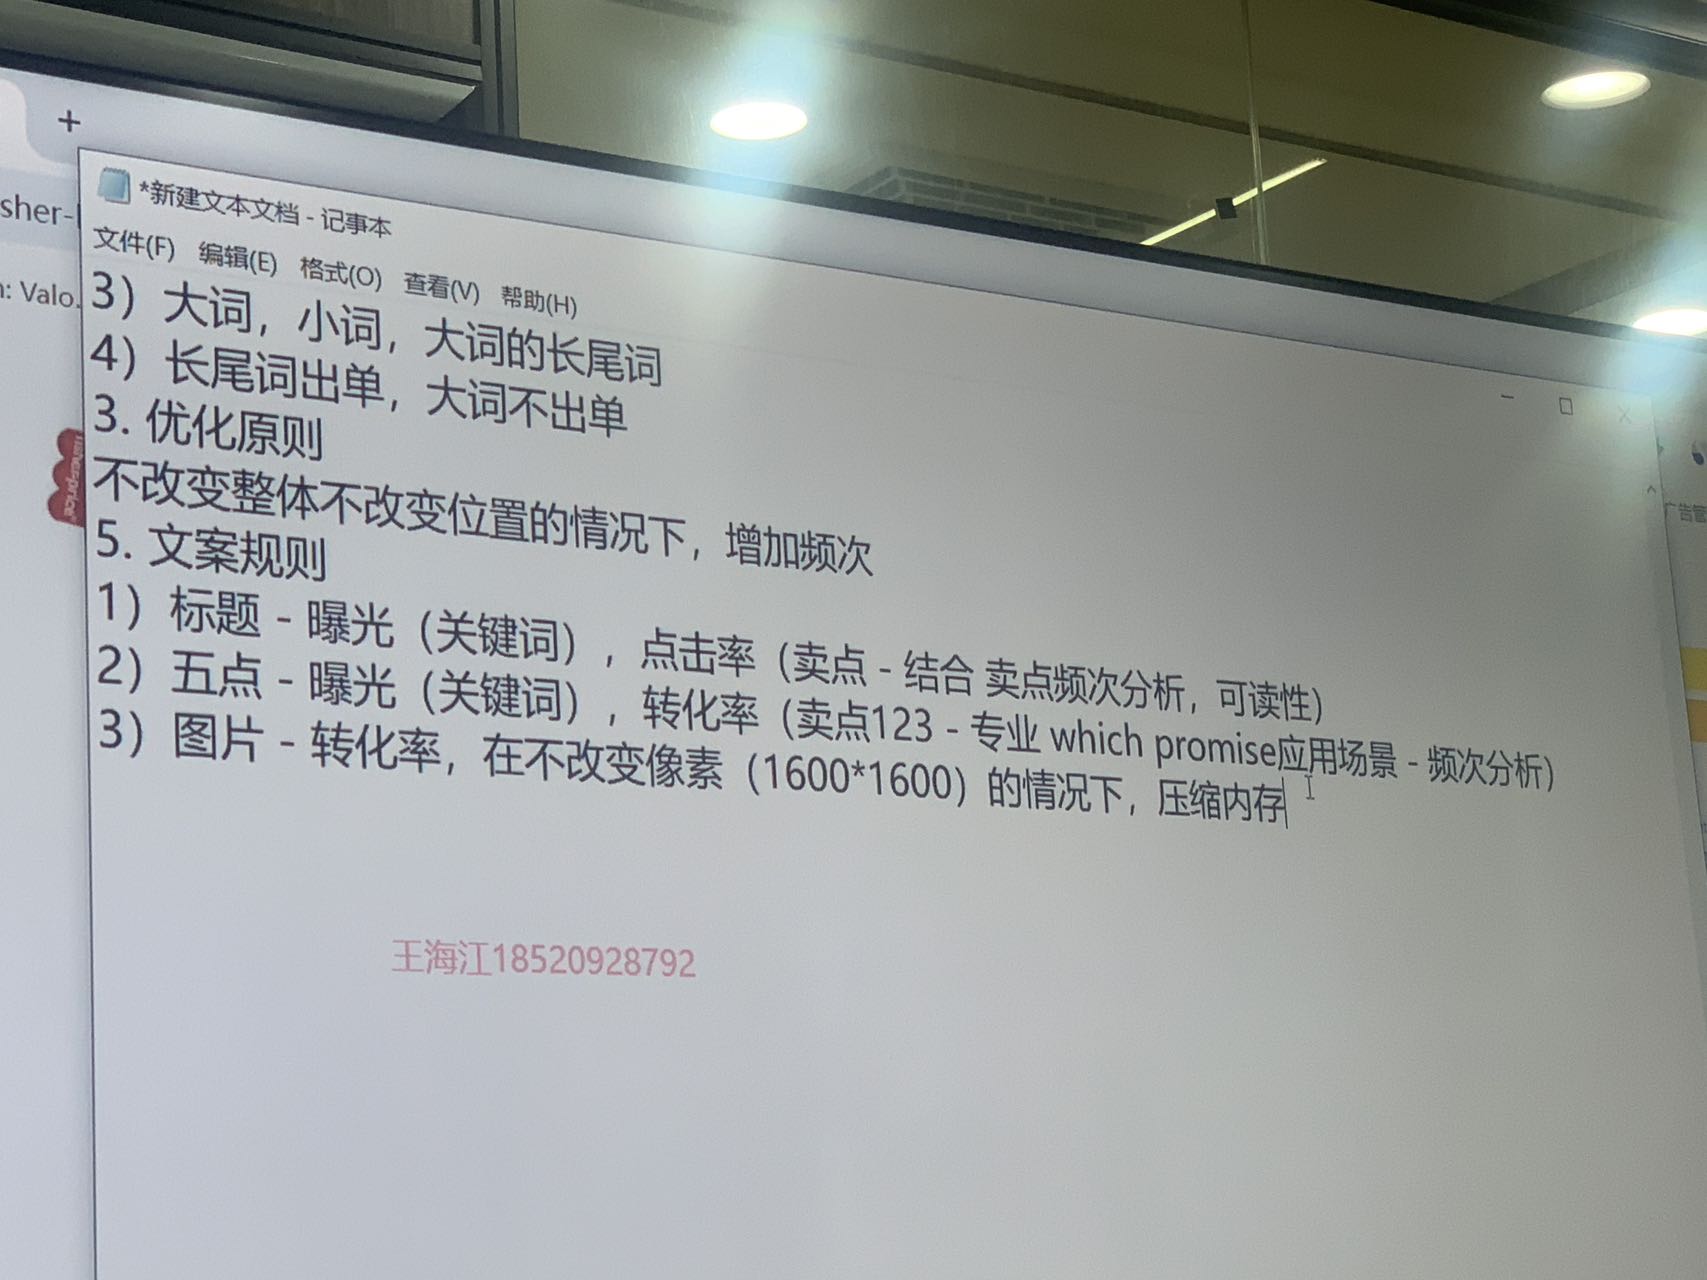 +
sher-
*新建文本文档 - 记事本
文件(F) 编辑(E) 格式(O) 查看(V) 帮助(H)
: Valo.
3）大词，小词，大词的长尾词
4）长尾词出单，大词不出单
3. 优化原则
不改变整体不改变位置的情况下，增加频次
5. 文案规则
1）标题 - 曝光（关键词），点击率（卖点 - 结合 卖点频次分析，可读性）
2）五点 - 曝光（关键词），转化率（卖点123 - 专业 which promise应用场景 - 频次分析）
3）图片 - 转化率，在不改变像素（1600*1600）的情况下，压缩内存
王海江18520928792
广告管